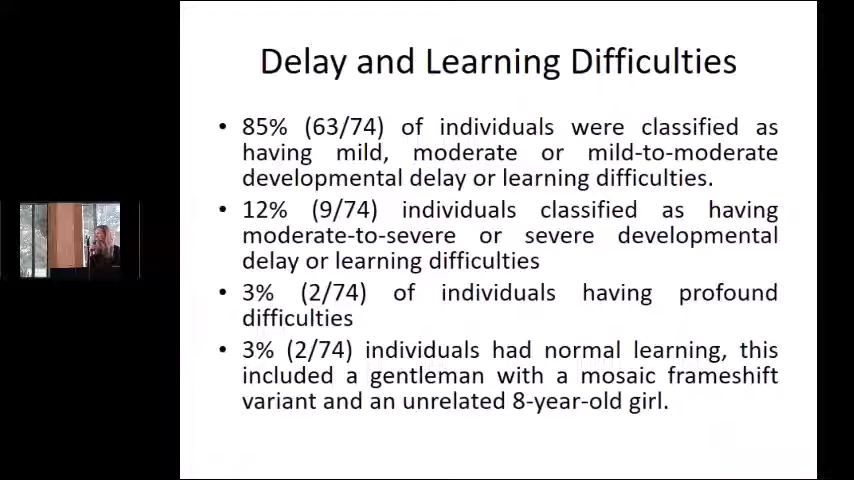 Delay and Learning Difficulties
• 85% (63/74) of individuals were classified as
having mild, moderate or mild-to-moderate
developmental delay or learning difficulties.
• 12% (9/74) individuals classified as having
moderate-to-severe or severe developmental
delay or learning difficulties
• 3% (2/74) of individuals having profound
difficulties
• 3% (2/74) individuals had normal learning, this
included a gentleman with a mosaic frameshift
variant and an unrelated 8-year-old girl.